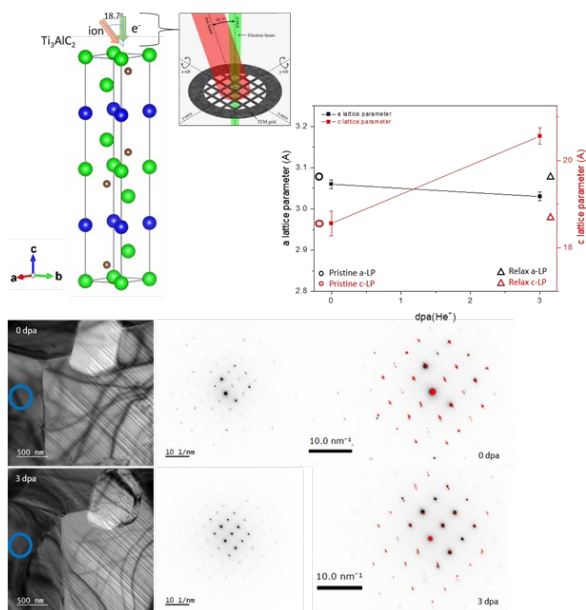 18.7°
ion
e⁻
Ti₃AlC₂
Electron beam
x-tilt
TEM grid
c
a
b
a lattice parameter
c lattice parameter
a lattice parameter (A)
c lattice parameter (A)
3.2
3.1
3.0
2.9
2.8
20
18
0
1
2
3
dpa(He⁺)
Pristine a-LP
Pristine c-LP
Relax a-LP
Relax c-LP
0 dpa
500 nm
10 1/nm
10.0 nm⁻¹
0 dpa
3 dpa
500 nm
10 1/nm
10.0 nm⁻¹
3 dpa